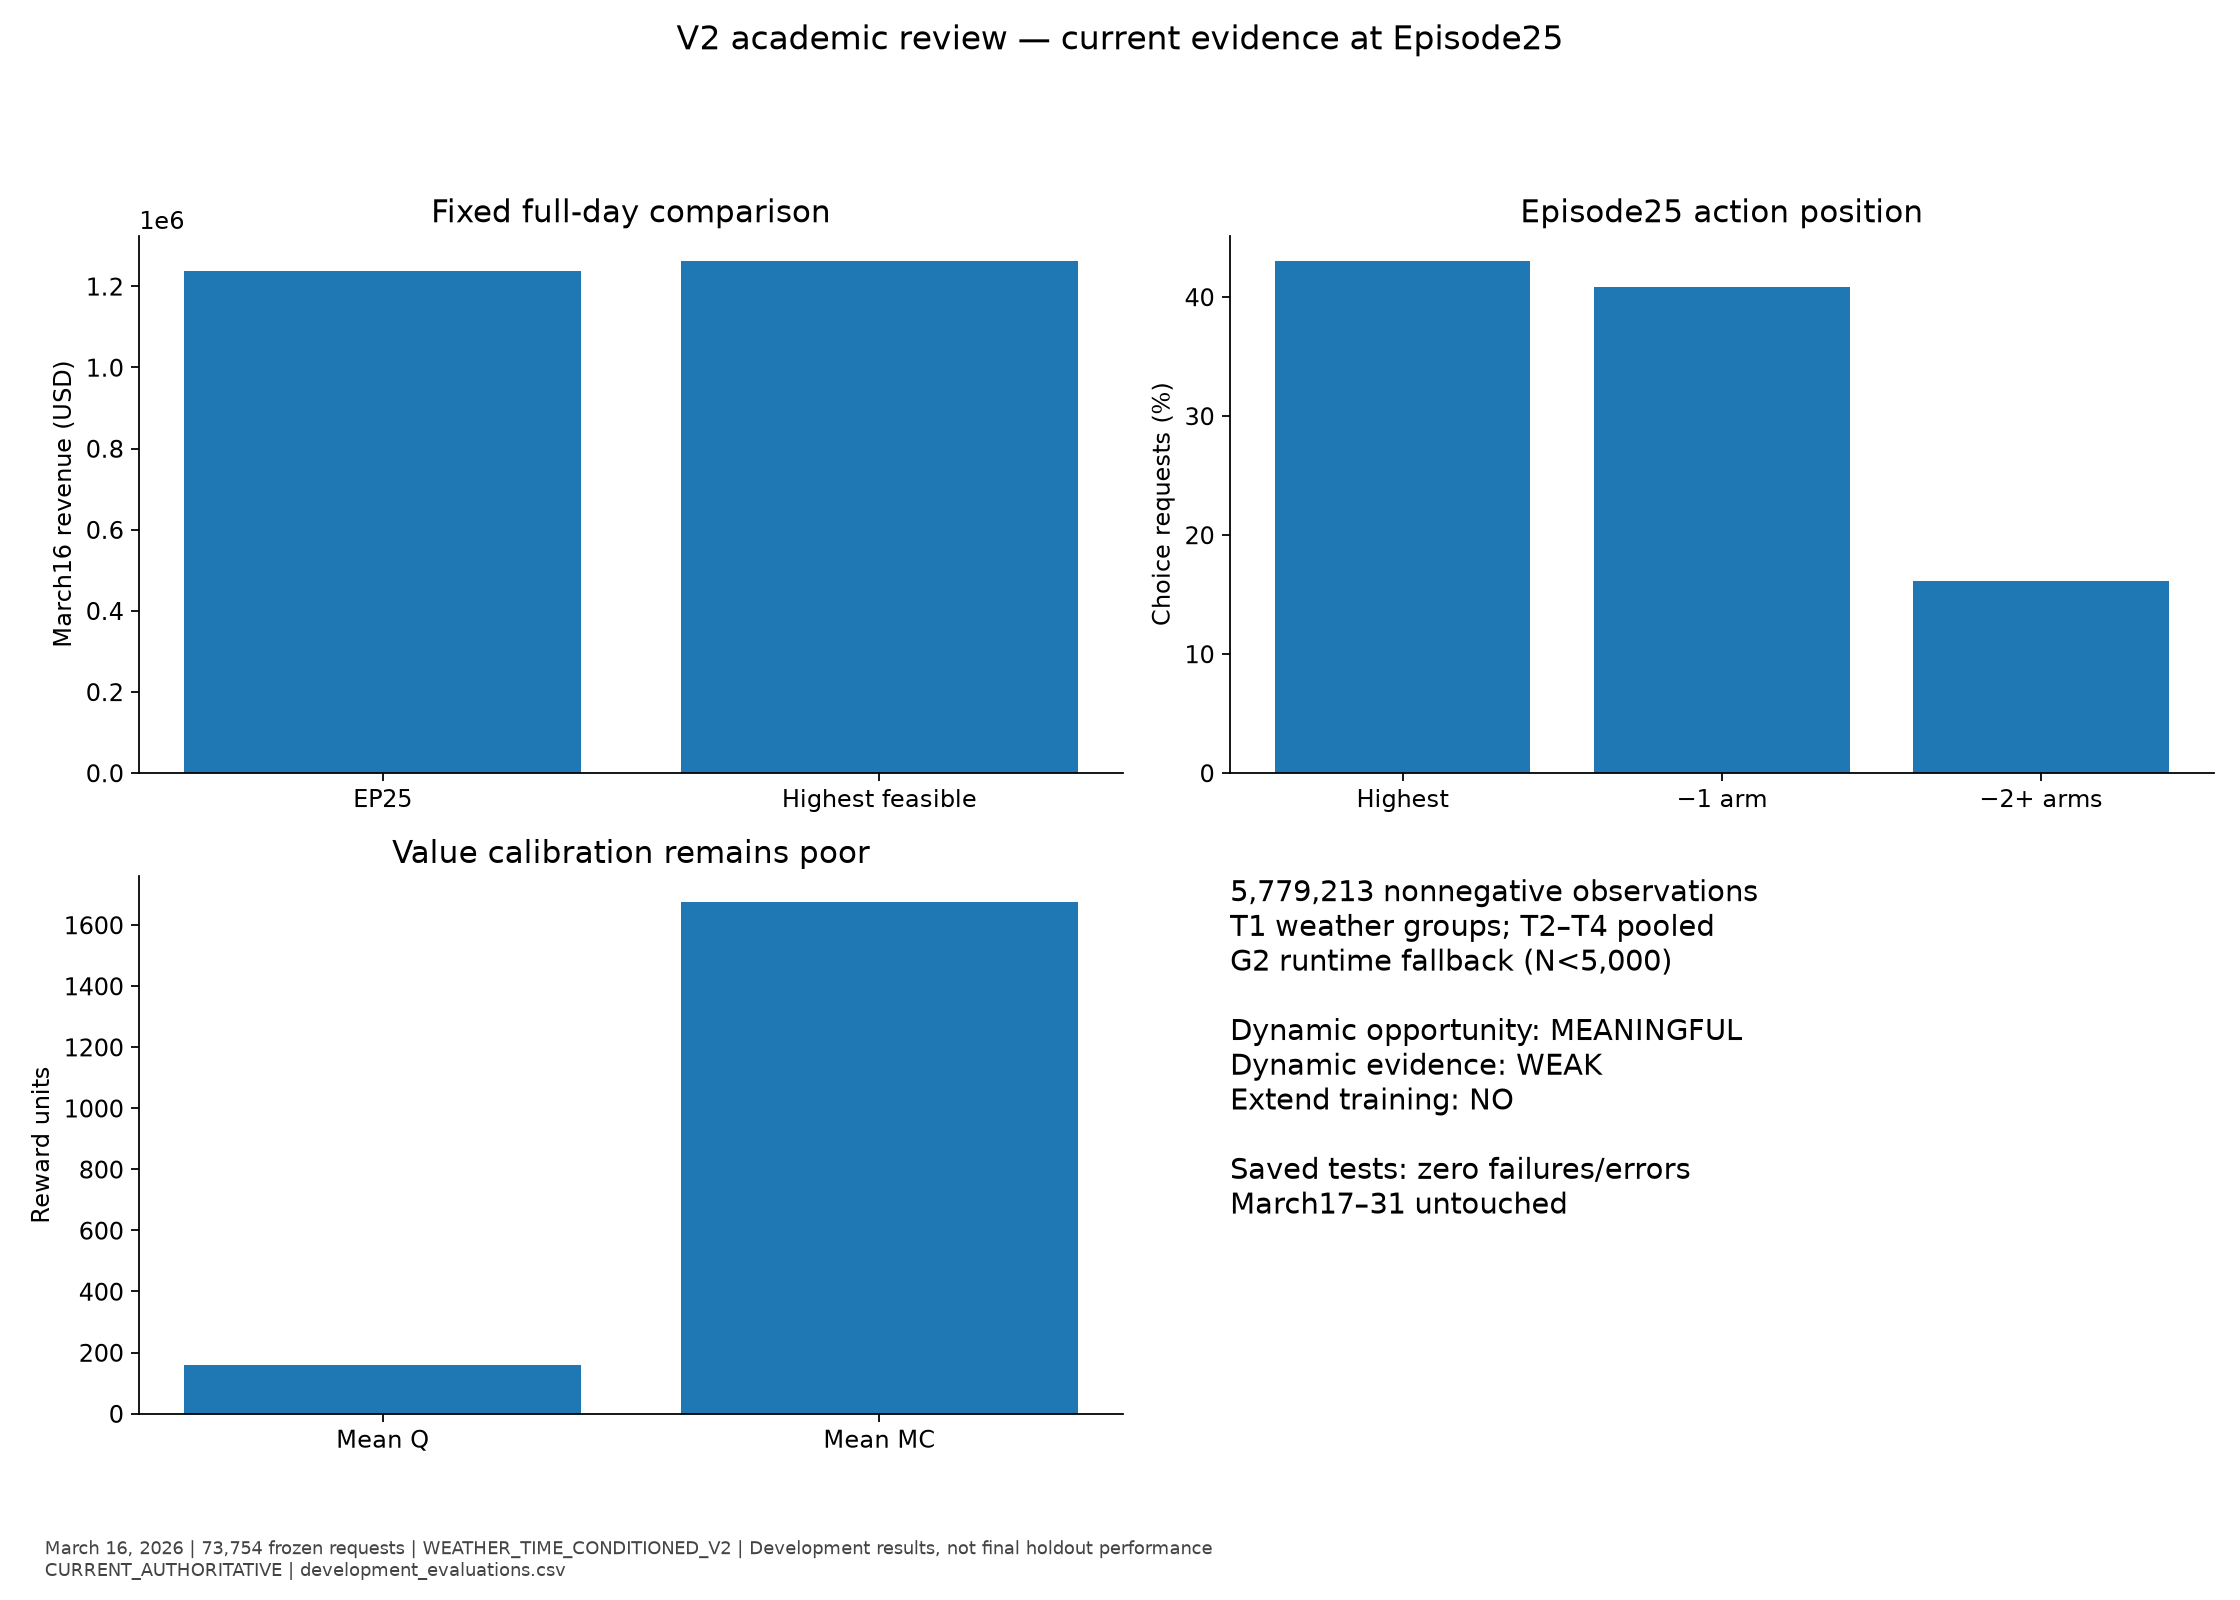 V2 academic review — current evidence at Episode25
Fixed full-day comparison
1e6
March16 revenue (USD)
1.2
1.0
0.8
0.6
0.4
0.2
0.0
EP25
Highest feasible
Episode25 action position
Choice requests (%)
40
30
20
10
0
Highest
−1 arm
−2+ arms
Value calibration remains poor
Reward units
1600
1400
1200
1000
800
600
400
200
0
Mean Q
Mean MC
5,779,213 nonnegative observations
T1 weather groups; T2–T4 pooled
G2 runtime fallback (N<5,000)
Dynamic opportunity: MEANINGFUL
Dynamic evidence: WEAK
Extend training: NO
Saved tests: zero failures/errors
March17–31 untouched
March 16, 2026 | 73,754 frozen requests | WEATHER_TIME_CONDITIONED_V2 | Development results, not final holdout performance
CURRENT_AUTHORITATIVE | development_evaluations.csv